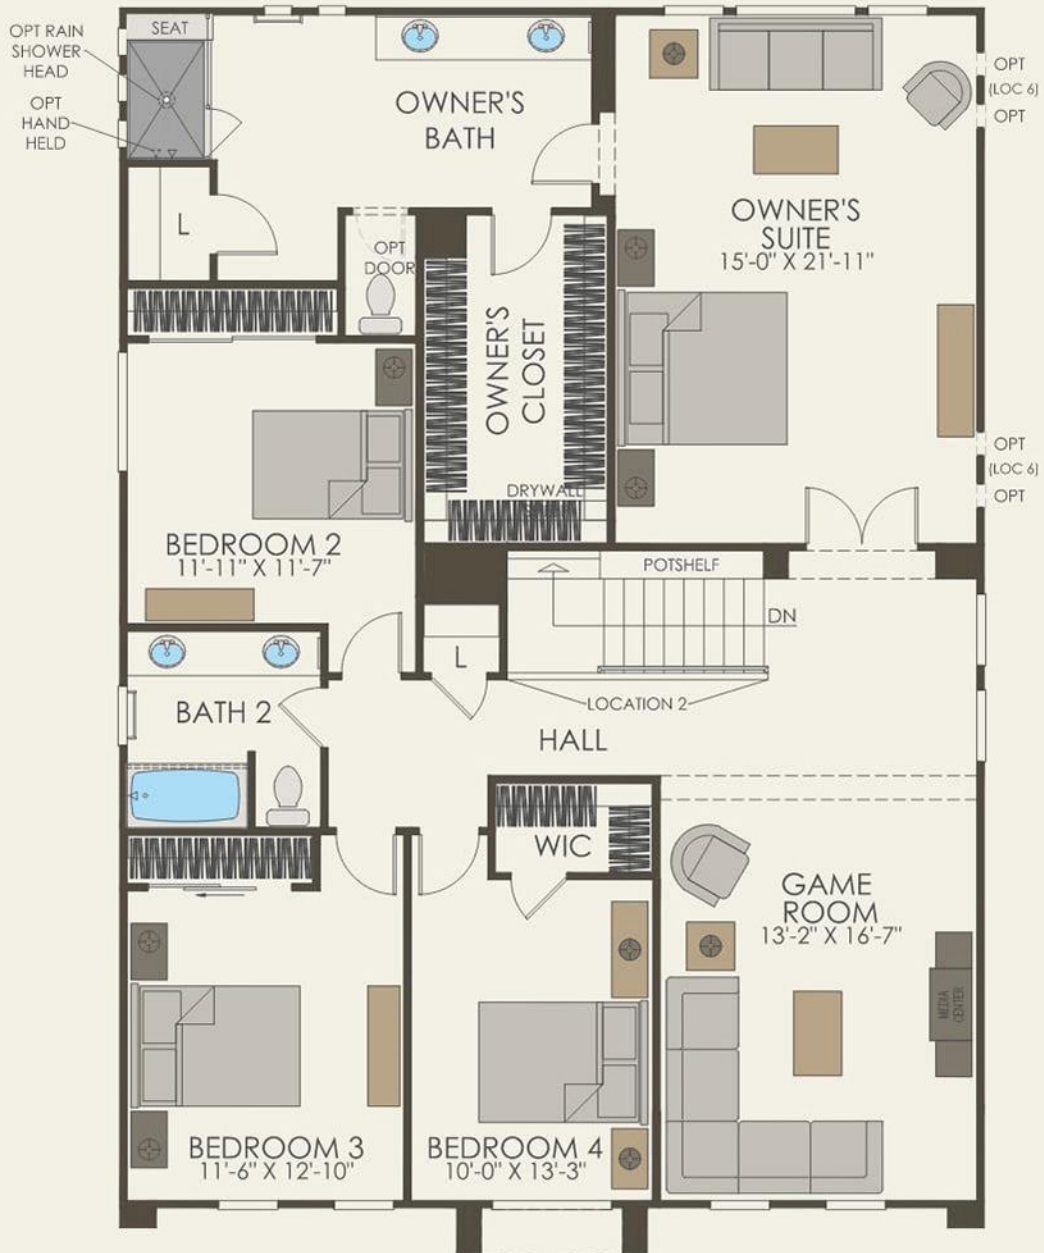 OPT RAIN
SHOWER
HEAD
OPT
HAND
HELD
SEAT
OWNER'S
BATH
L
OPT
DOOR
OWNER'S
CLOSET
DRYWALL
OWNER'S
SUITE
15'-0" X 21'-11"
OPT
(LOC 6)
OPT
OPT
(LOC 6)
OPT
BEDROOM 2
11'-11" X 11'-7"
POTSHELF
DN
L
LOCATION 2
BATH 2
HALL
WIC
GAME
ROOM
13'-2" X 16'-7"
MEDIA
CENTER
BEDROOM 3
11'-6" X 12'-10"
BEDROOM 4
10'-0" X 13'-3"